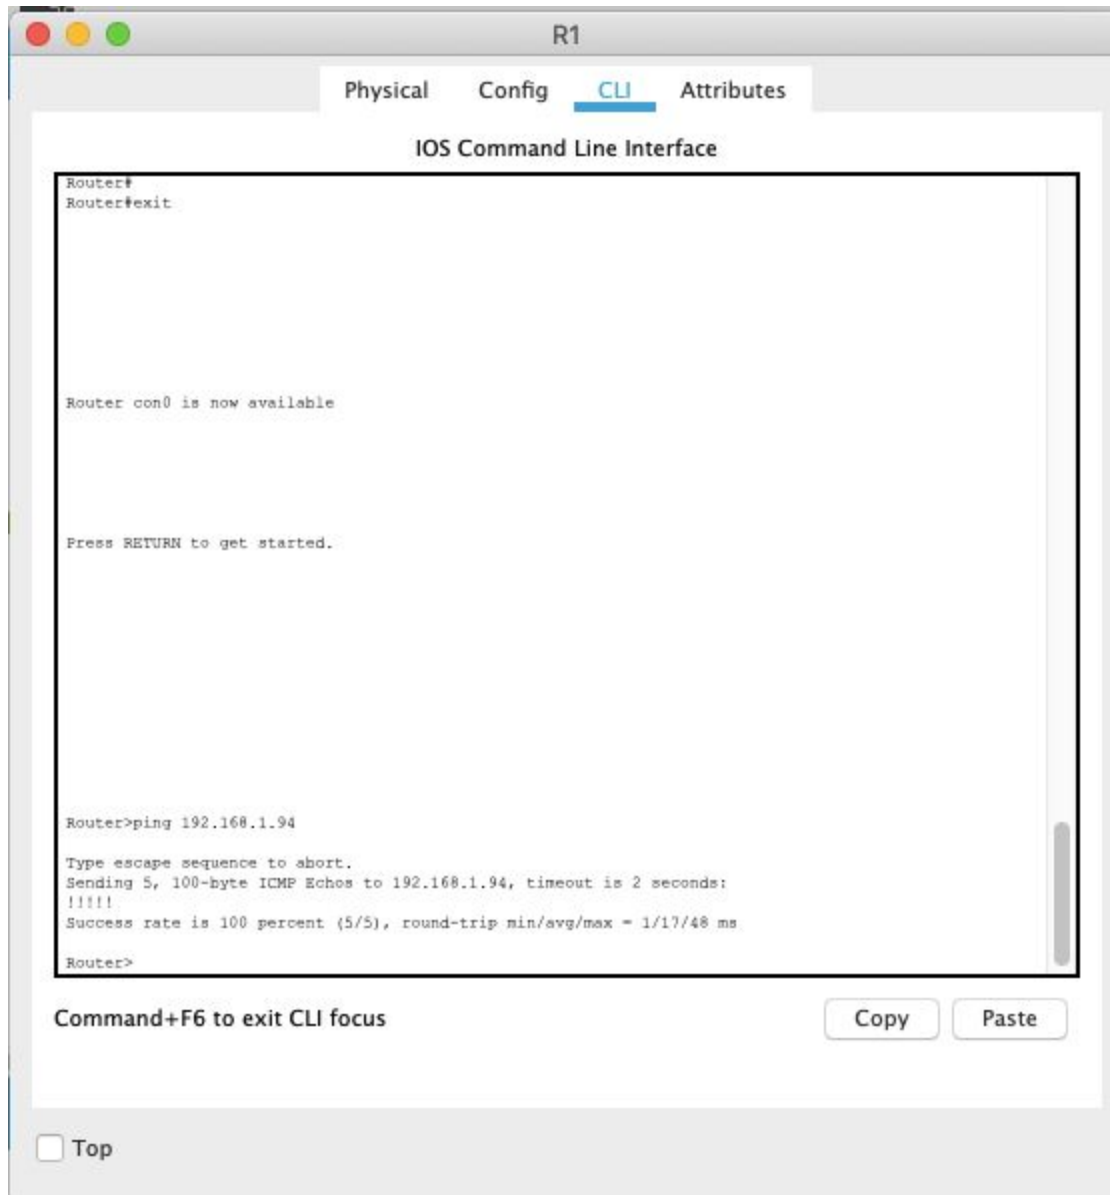 R1
Physical Config CLI Attributes
IOS Command Line Interface
Router#
Router#exit
Router con0 is now available
Press RETURN to get started.
Router>ping 192.168.1.94
Type escape sequence to abort.
Sending 5, 100-byte ICMP Echos to 192.168.1.94, timeout is 2 seconds:
!!!!!
Success rate is 100 percent (5/5), round-trip min/avg/max = 1/17/48 ms
Router>
Command+F6 to exit CLI focus
Copy Paste
Top